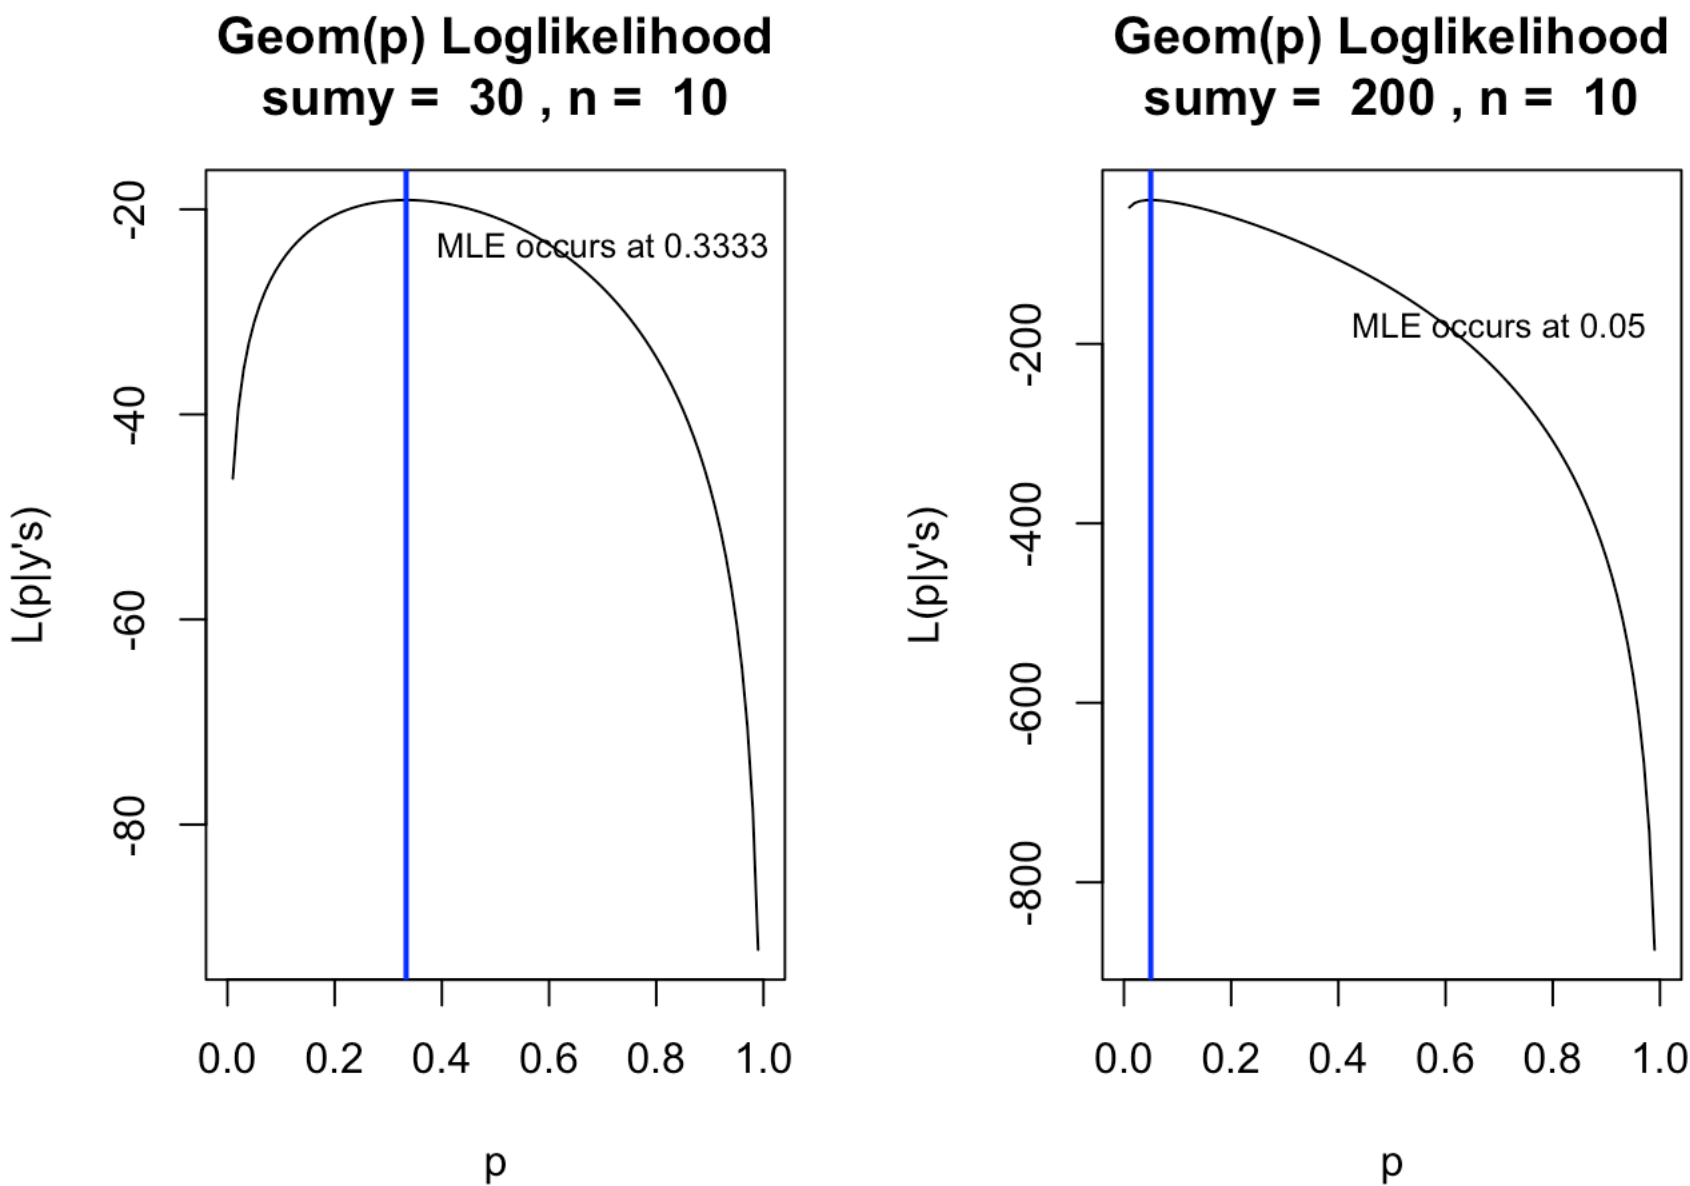 Geom(p) Loglikelihood
sumy =  30 , n =  10
-20
-40
-60
-80
L(p|y's)
MLE occurs at 0.3333
0.0 0.2 0.4 0.6 0.8 1.0
p
Geom(p) Loglikelihood
sumy =  200 , n =  10
-200
-400
-600
-800
L(p|y's)
MLE occurs at 0.05
0.0 0.2 0.4 0.6 0.8 1.0
p